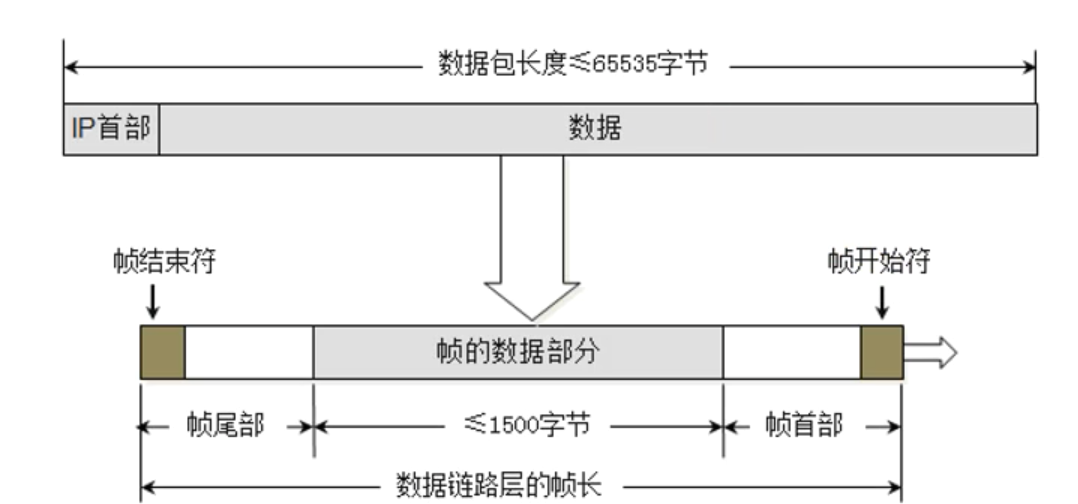 数据包长度≤65535字节
IP首部
数据
帧结束符
帧开始符
帧的数据部分
帧尾部
≤1500字节
帧首部
数据链路层的帧长